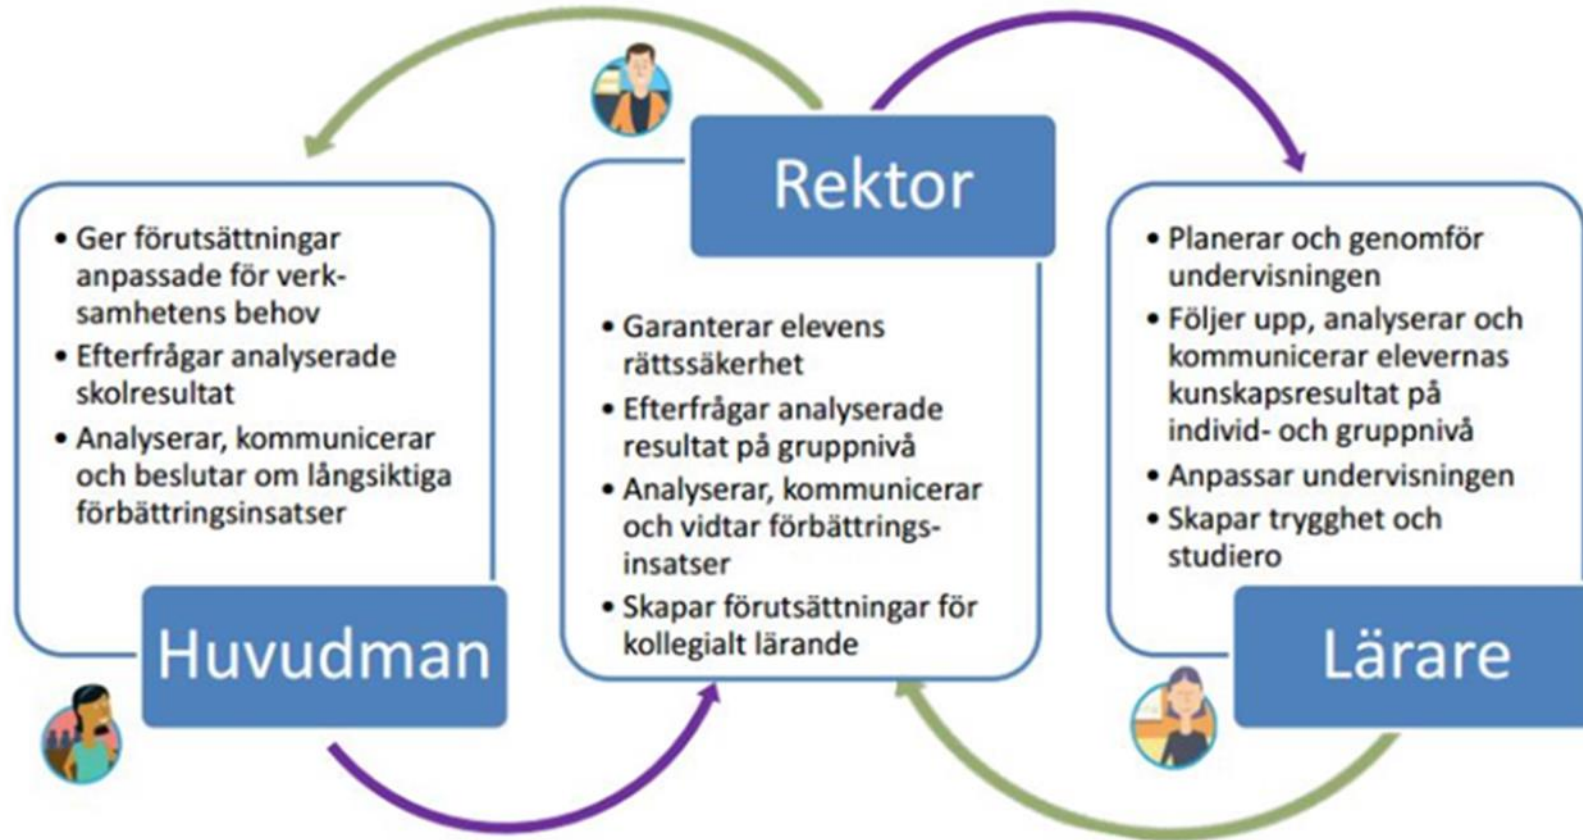 • Ger förutsättningar
anpassade för verk-
samhetens behov
• Efterfrågar analyserade
skolresultat
• Analyserar, kommunicerar
och beslutar om långsiktiga
förbättringsinsatser
Huvudman
Rektor
• Garanterar elevens
rättssäkerhet
• Efterfrågar analyserade
resultat på gruppnivå
• Analyserar, kommunicerar
och vidtar förbättrings-
insatser
• Skapar förutsättningar för
kollegialt lärande
• Planerar och genomför
undervisningen
• Följer upp, analyserar och
kommunicerar elevernas
kunskapsresultat på
individ- och gruppnivå
• Anpassar undervisningen
• Skapar trygghet och
studiero
Lärare